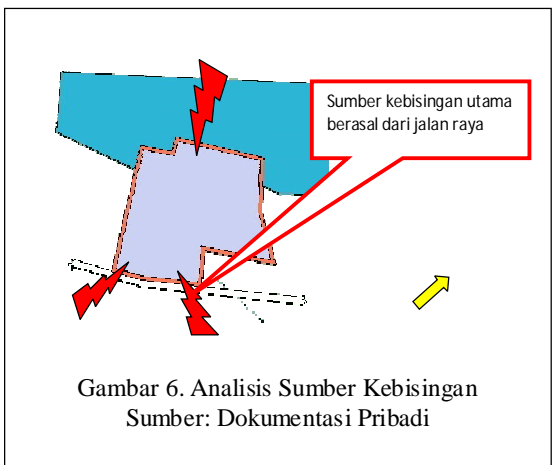 Sumber kebisingan utama
berasal dari jalan raya
Gambar 6. Analisis Sumber Kebisingan
Sumber: Dokumentasi Pribadi